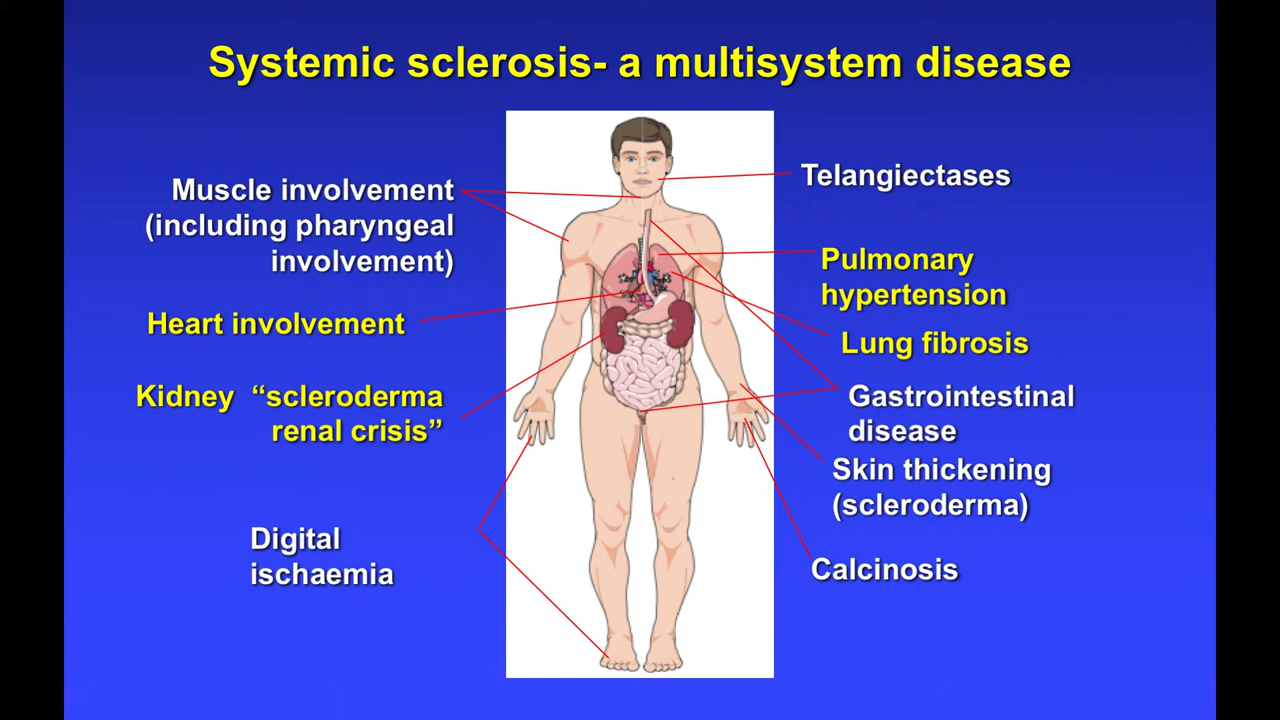 Systemic sclerosis- a multisystem disease
Muscle involvement
(including pharyngeal
involvement)
Heart involvement
Kidney “scleroderma
renal crisis”
Digital
ischaemia
Telangiectases
Pulmonary
hypertension
Lung fibrosis
Gastrointestinal
disease
Skin thickening
(scleroderma)
Calcinosis